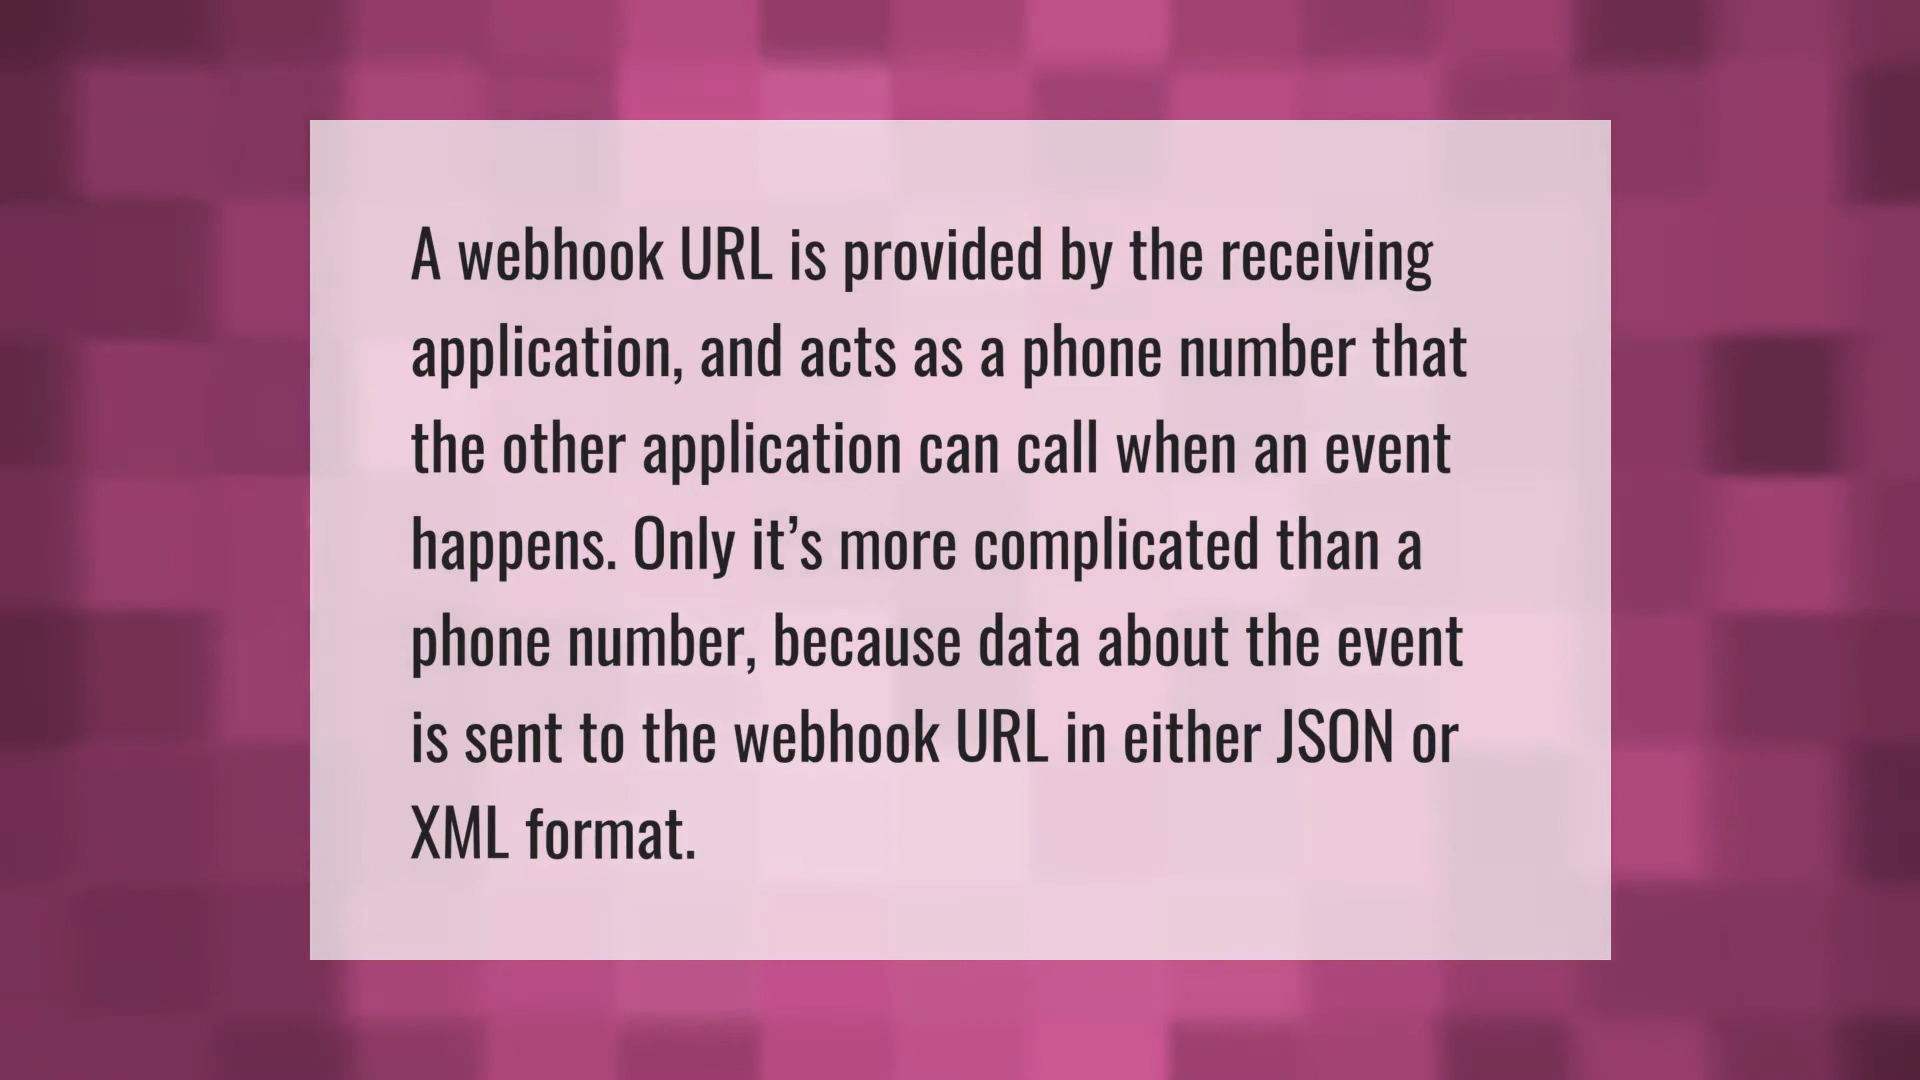 A webhook URL is provided by the receiving
application, and acts as a phone number that
the other application can call when an event
happens. Only it’s more complicated than a
phone number, because data about the event
is sent to the webhook URL in either JSON or
XML format.